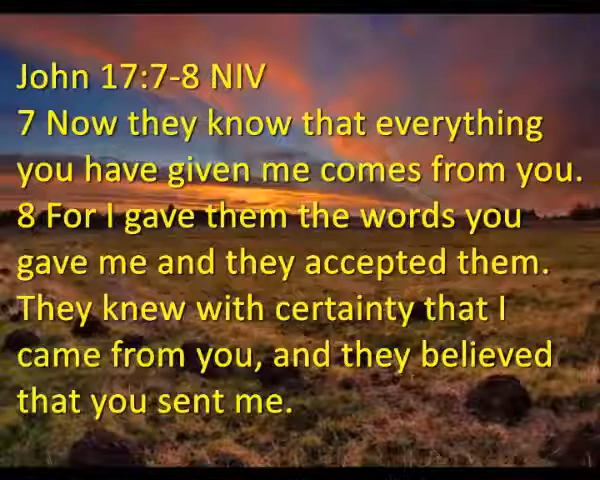 John 17:7-8 NIV
7 Now they know that everything
you have given me comes from you.
8 For I gave them the words you
gave me and they accepted them.
They knew with certainty that I
came from you, and they believed
that you sent me.